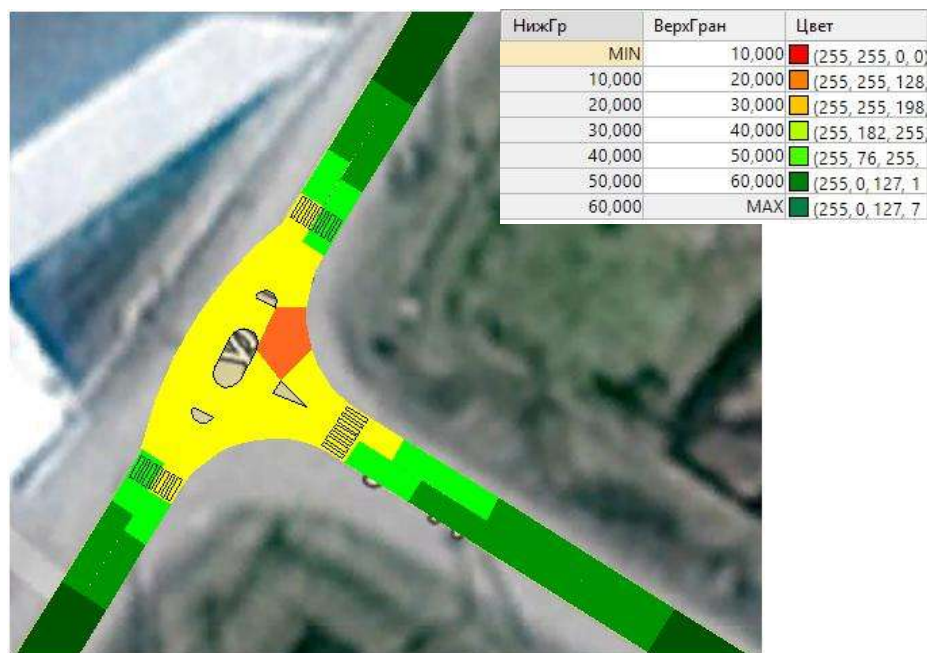 НижГр ВерхГран Цвет
MIN 10,000 (255, 255, 0, 0)
10,000 20,000 (255, 255, 128,
20,000 30,000 (255, 255, 198,
30,000 40,000 (255, 182, 255,
40,000 50,000 (255, 76, 255,
50,000 60,000 (255, 0, 127, 1
60,000 MAX (255, 0, 127, 7